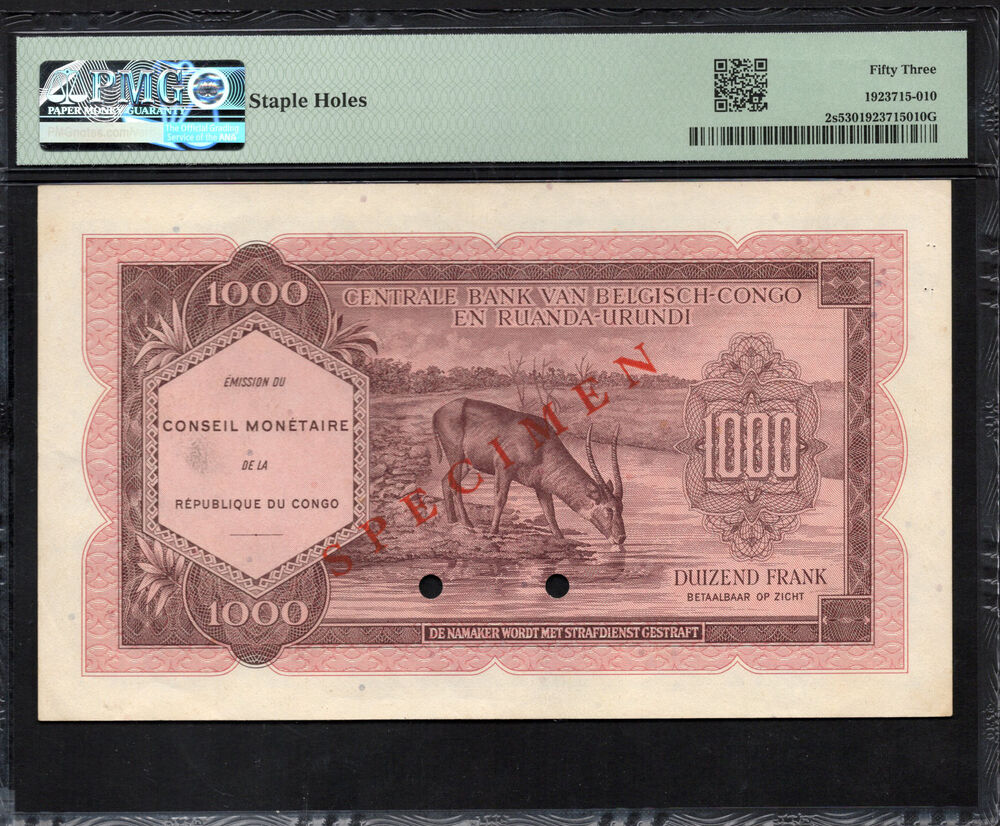 PMG
PAPER MONEY GUARANTY
The Official Grading
Service of the ANA
Staple Holes
Fifty Three
1923715-010
2s5301923715010G
1000
CENTRALE BANK VAN BELGISCH-CONGO
EN RUANDA-URUNDI
ÉMISSION DU
CONSEIL MONÉTAIRE
DE LA
RÉPUBLIQUE DU CONGO
SPECIMEN
1000
DUIZEND FRANK
BETAALBAAR OP ZICHT
1000
DE NAMAKER WORDT MET STRAFDIENST GESTRAFT